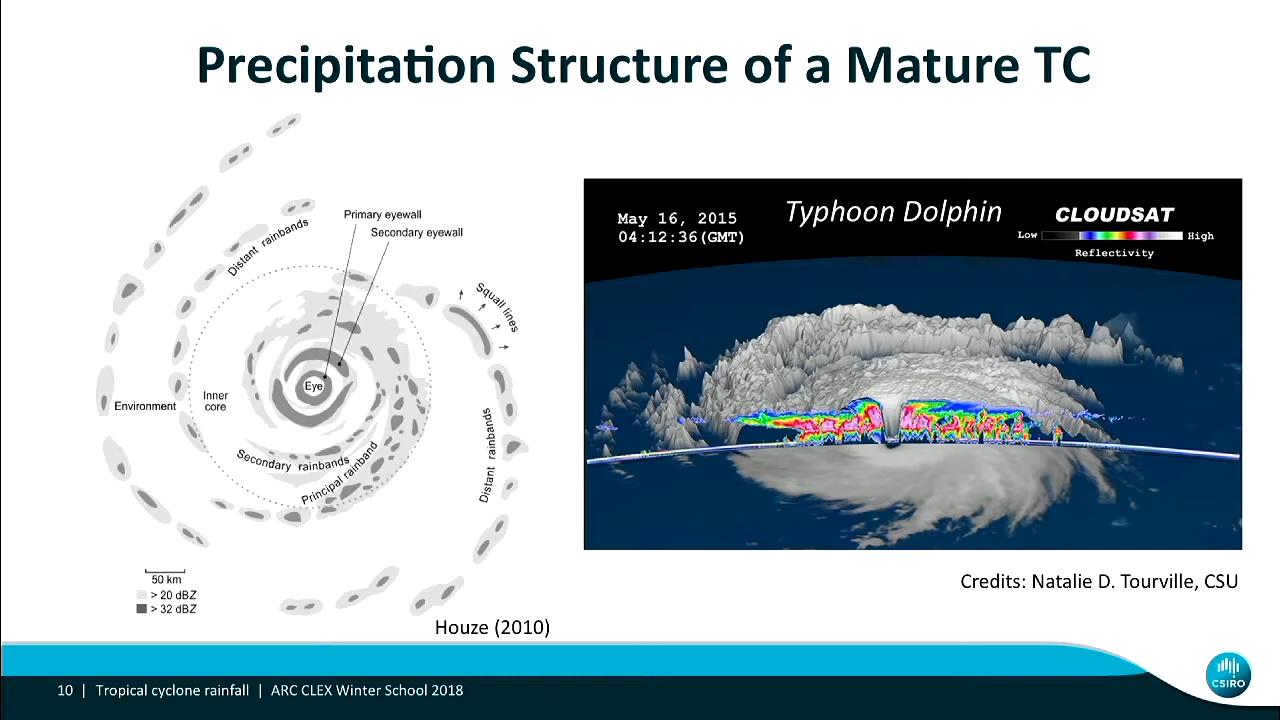 Precipitation Structure of a Mature TC
Primary eyewall
Secondary eyewall
Distant rainbands
Squall lines
Eye
Inner
core
Environment
Secondary rainbands
Principal rainband
Distant rainbands
50 km
> 20 dBZ
> 32 dBZ
Houze (2010)
May 16, 2015
04:12:36(GMT)
Typhoon Dolphin
CLOUDSAT
Low High
Reflectivity
Credits: Natalie D. Tourville, CSU
10 | Tropical cyclone rainfall | ARC CLEX Winter School 2018
CSIRO